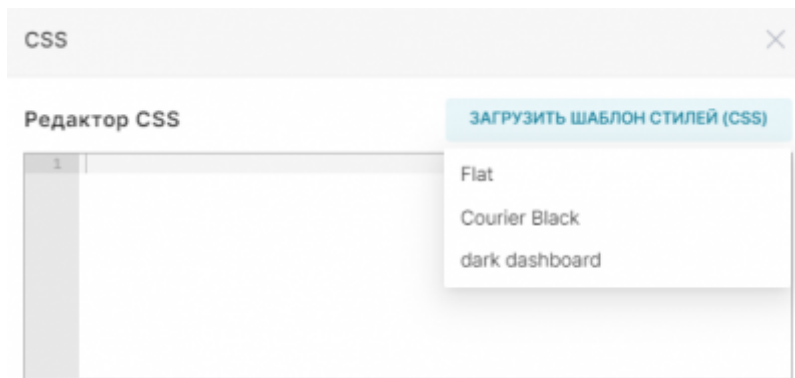 CSS
Редактор CSS
ЗАГРУЗИТЬ ШАБЛОН СТИЛЕЙ (CSS)
1
Flat
Courier Black
dark dashboard